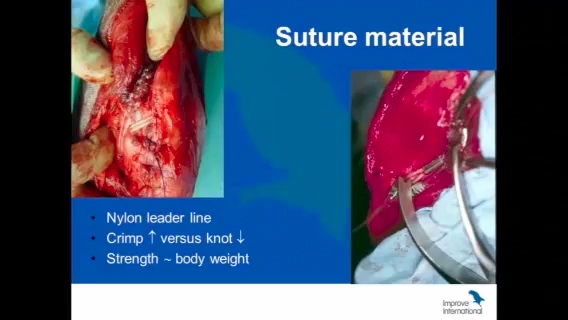 Suture material
• Nylon leader line
• Crimp ↑ versus knot ↓
• Strength ~ body weight
Improve
International